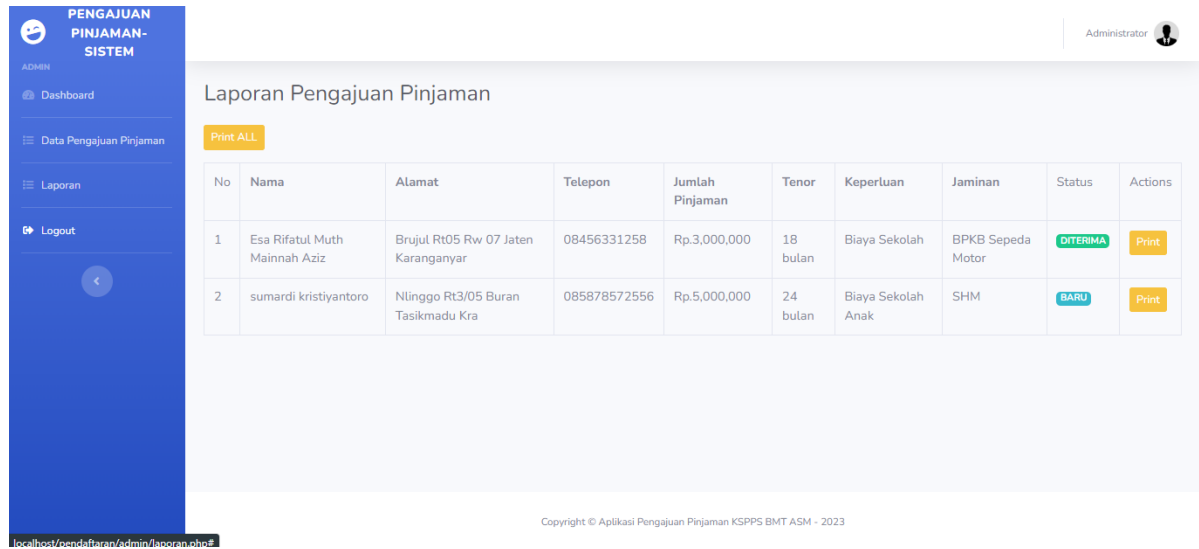 PENGAJUAN
PINJAMAN-
SISTEM
ADMIN
Dashboard
Data Pengajuan Pinjaman
Laporan
Logout
Administrator
Laporan Pengajuan Pinjaman
Print ALL
No Nama Alamat Telepon Jumlah Tenor Keperluan Jaminan Status Actions
Pinjaman
1 Esa Rifatul Muth Brujul Rt05 Rw 07 Jaten 08456331258 Rp.3,000,000 18 Biaya Sekolah BPKB Sepeda DITERIMA Print
Mainnah Aziz Karanganyar bulan Motor
2 sumardi kristiyantoro Nlinggo Rt3/05 Buran 085878572556 Rp.5,000,000 24 Biaya Sekolah SHM BARU Print
Tasikmadu Kra bulan Anak
Copyright © Aplikasi Pengajuan Pinjaman KSPPS BMT ASM - 2023
localhost/pendaftaran/admin/laporan.php#